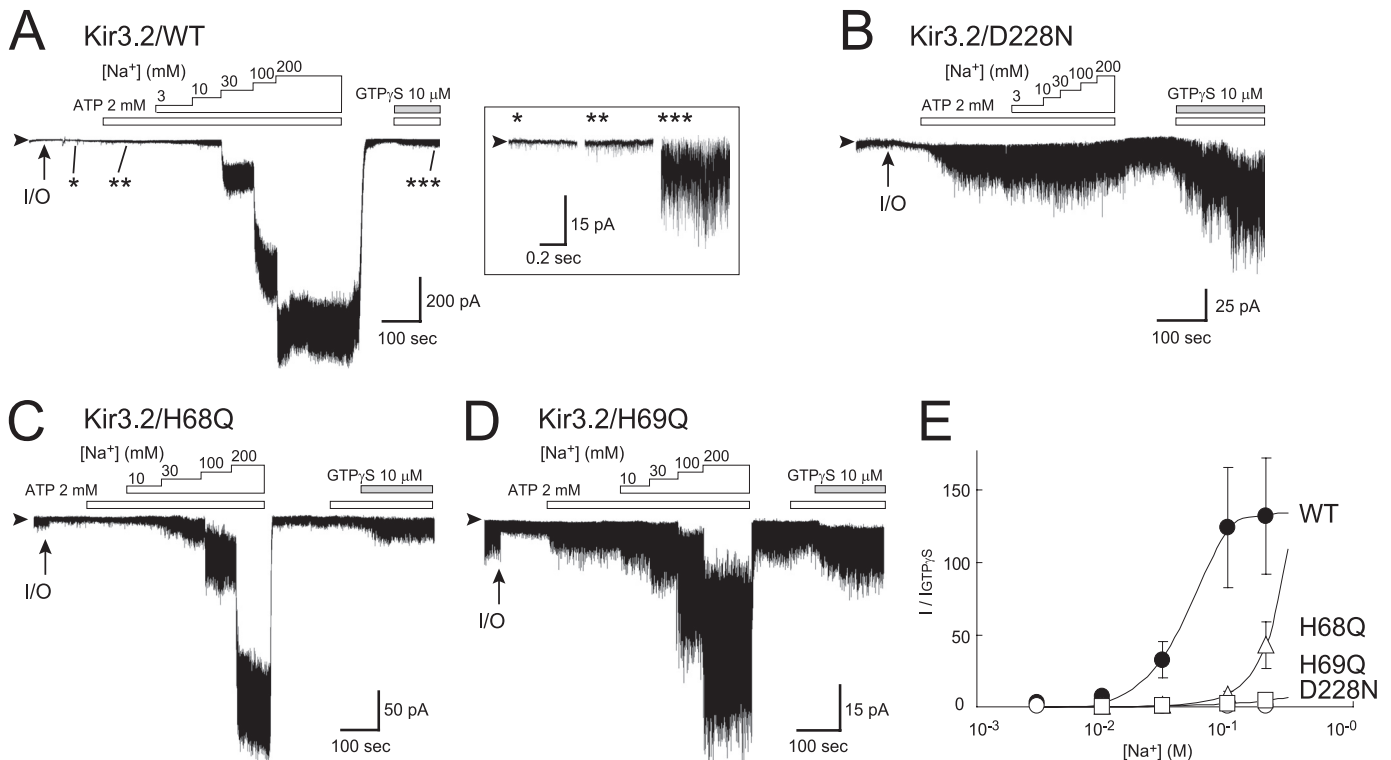 A Kir3.2/WT
[Na+] (mM)
3 10 30 100 200
ATP 2 mM
GTPγS 10 μM
I/O
* ** ***
200 pA
100 sec
* ** ***
15 pA
0.2 sec
B Kir3.2/D228N
[Na+] (mM)
3 10 30 100 200
ATP 2 mM
GTPγS 10 μM
I/O
25 pA
100 sec
C Kir3.2/H68Q
[Na+] (mM)
10 30 100 200
ATP 2 mM
GTPγS 10 μM
I/O
50 pA
100 sec
D Kir3.2/H69Q
[Na+] (mM)
10 30 100 200
ATP 2 mM
GTPγS 10 μM
I/O
15 pA
100 sec
E
I / IGTPγS
150
100
50
0
WT
H68Q
H69Q
D228N
10-3 10-2 10-1 10-0
[Na+] (M)